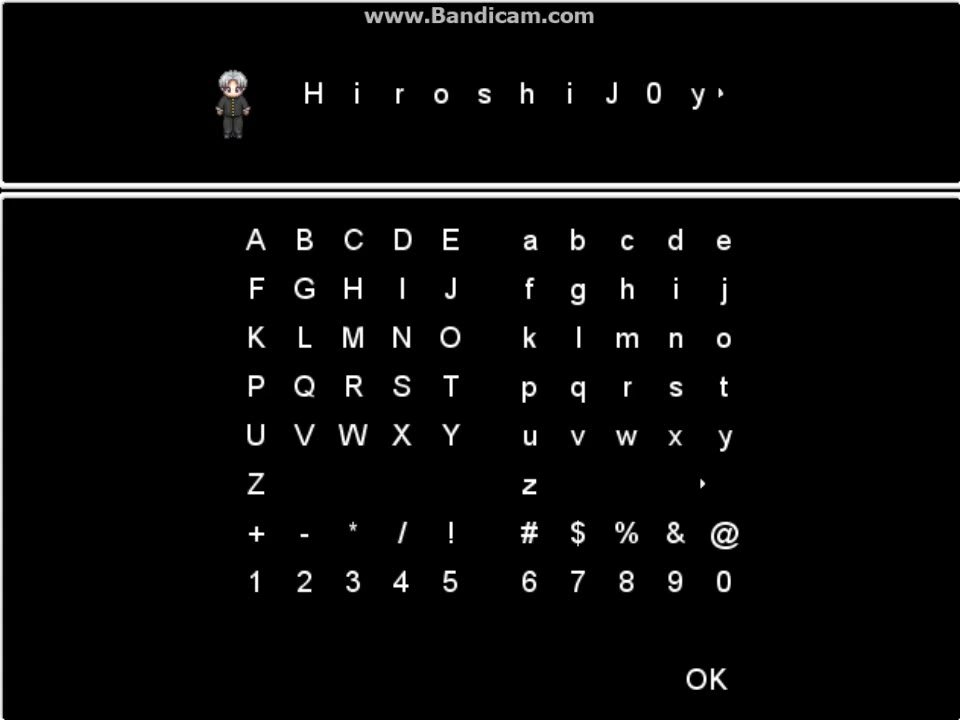 www.Bandicam.com
HiroshiJ0y
A B C D E a b c d e
F G H I J f g h i j
K L M N O k l m n o
P Q R S T p q r s t
U V W X Y u v w x y
Z z
+ - * / ! # $ % & @
1 2 3 4 5 6 7 8 9 0
OK